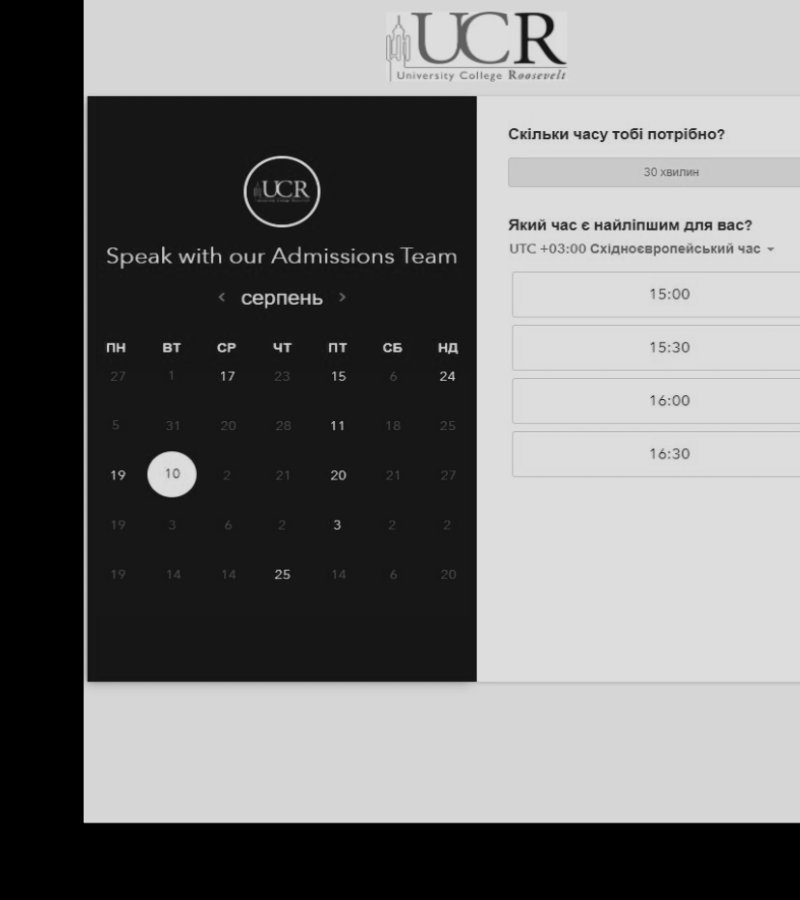 UCR
University College Roosevelt
UCR
Speak with our Admissions Team
< серпень >
ПН ВТ СР ЧТ ПТ СБ НД
27 1 17 23 15 6 24
5 31 20 28 11 18 25
19 10 2 21 20 21 27
19 3 6 2 3 2 2
19 14 14 25 14 6 20
Скільки часу тобі потрібно?
30 хвилин
Який час є найліпшим для вас?
UTC +03:00 Східноєвропейський час
15:00
15:30
16:00
16:30